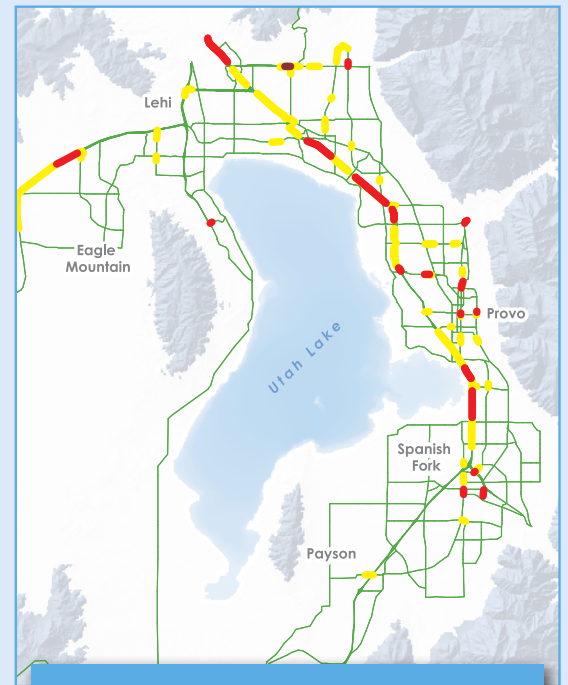 Lehi
Eagle
Mountain
Utah Lake
Provo
Spanish
Fork
Payson